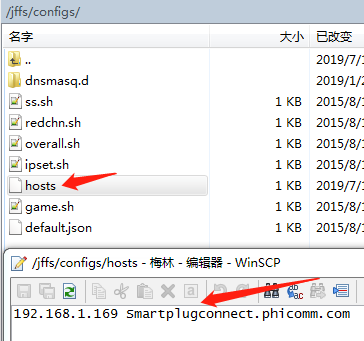 /jffs/configs/
名字 大小 已改变
.. 2019/7/1
dnsmasq.d 2019/1/2
ss.sh 1 KB 2015/8/1
redchn.sh 1 KB 2015/8/1
overall.sh 1 KB 2015/8/1
ipset.sh 1 KB 2015/8/1
hosts 1 KB 2019/7/1
game.sh 1 KB 2015/8/1
default.json 1 KB 2015/8/1
/jffs/configs/hosts - 梅林 - 编辑器 - WinSCP
192.168.1.169 Smartplugconnect.phicomm.com